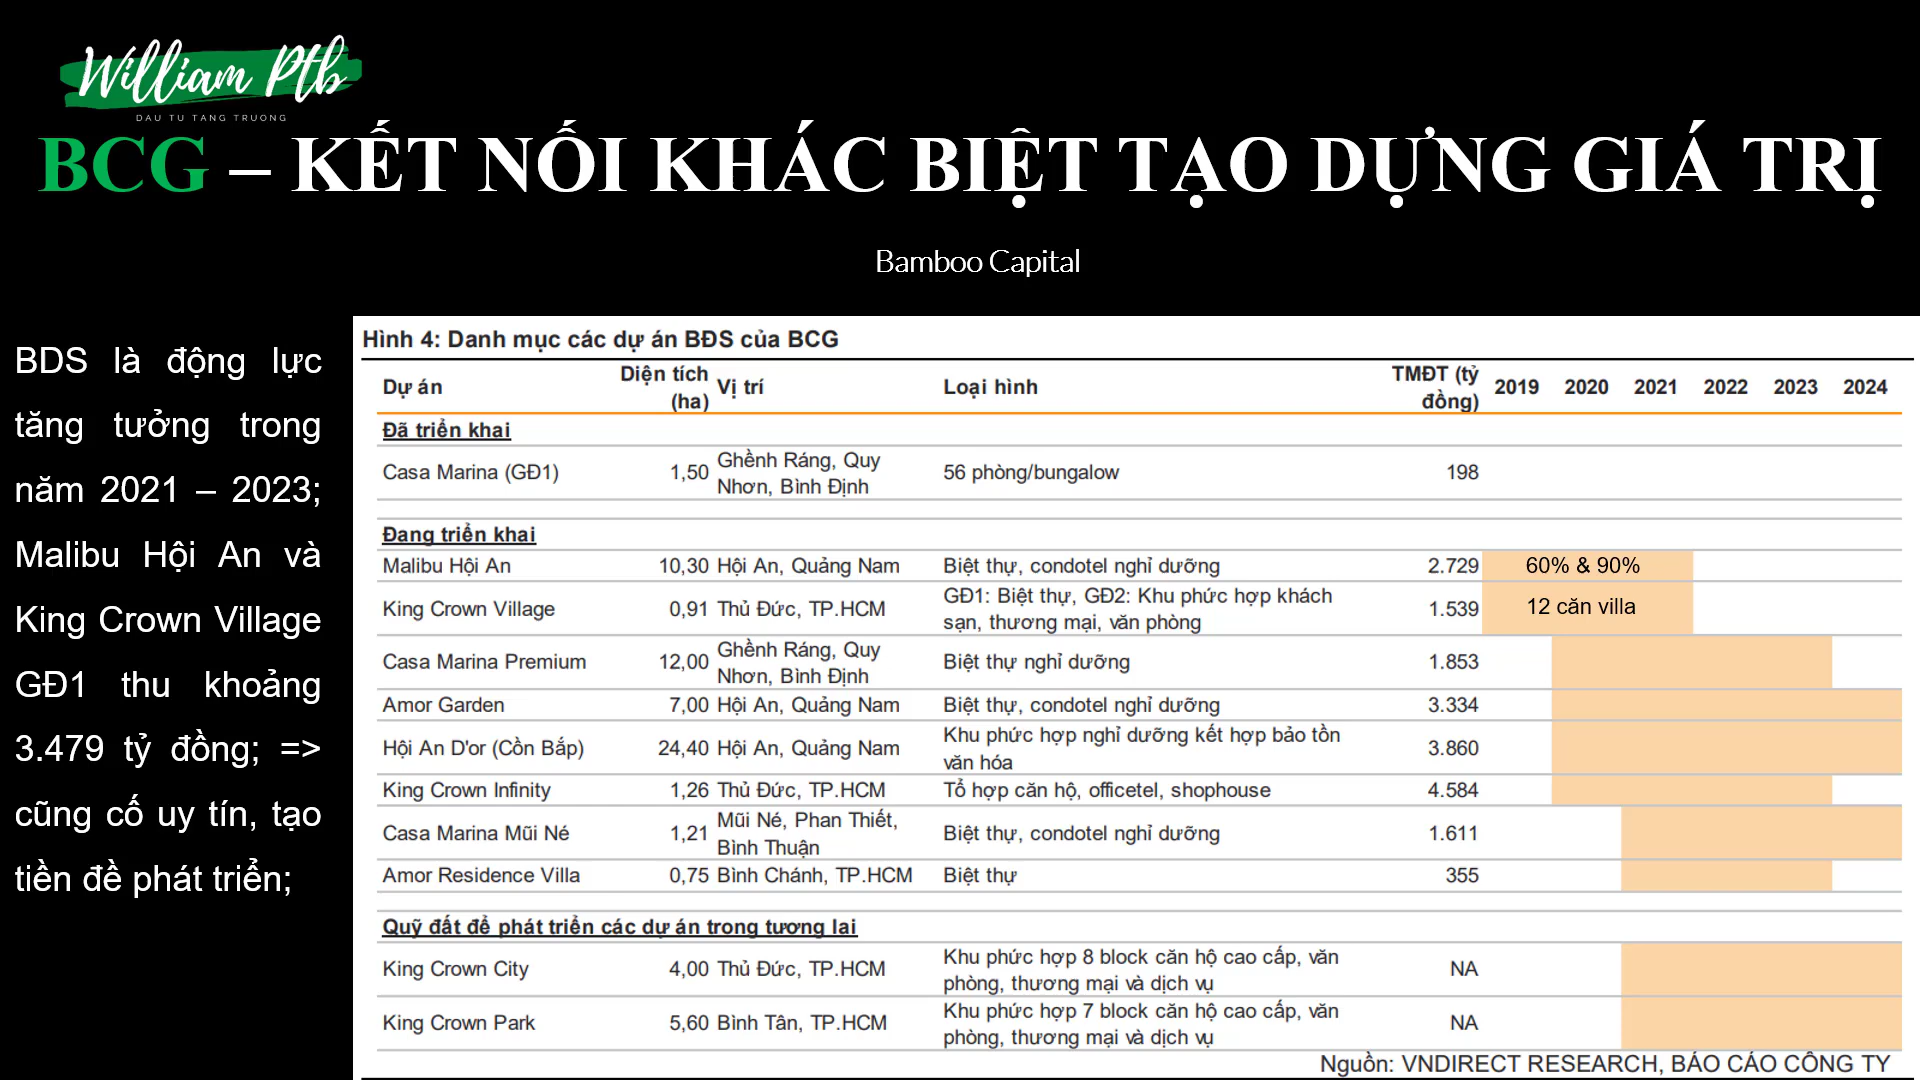 William Ptb
DAU TU TANG TRUONG
BCG – KẾT NỐI KHÁC BIỆT TẠO DỰNG GIÁ TRỊ
Bamboo Capital
BDS là động lực
tăng tưởng trong
năm 2021 – 2023;
Malibu Hội An và
King Crown Village
GĐ1 thu khoảng
3.479 tỷ đồng; =>
cũng cố uy tín, tạo
tiền đề phát triển;
Hình 4: Danh mục các dự án BĐS của BCG
Dự án Diện tích (ha) Vị trí Loại hình TMĐT (tỷ đồng) 2019 2020 2021 2022 2023 2024
Đã triển khai
Casa Marina (GĐ1) 1,50 Ghềnh Ráng, Quy Nhơn, Bình Định 56 phòng/bungalow 198
Đang triển khai
Malibu Hội An 10,30 Hội An, Quảng Nam Biệt thự, condotel nghỉ dưỡng 2.729 60% & 90%
King Crown Village 0,91 Thủ Đức, TP.HCM GĐ1: Biệt thự, GĐ2: Khu phức hợp khách sạn, thương mại, văn phòng 1.539 12 căn villa
Casa Marina Premium 12,00 Ghềnh Ráng, Quy Nhơn, Bình Định Biệt thự nghỉ dưỡng 1.853
Amor Garden 7,00 Hội An, Quảng Nam Biệt thự, condotel nghỉ dưỡng 3.334
Hội An D'or (Cồn Bắp) 24,40 Hội An, Quảng Nam Khu phức hợp nghỉ dưỡng kết hợp bảo tồn văn hóa 3.860
King Crown Infinity 1,26 Thủ Đức, TP.HCM Tổ hợp căn hộ, officetel, shophouse 4.584
Casa Marina Mũi Né 1,21 Mũi Né, Phan Thiết, Bình Thuận Biệt thự, condotel nghỉ dưỡng 1.611
Amor Residence Villa 0,75 Bình Chánh, TP.HCM Biệt thự 355
Quỹ đất để phát triển các dự án trong tương lai
King Crown City 4,00 Thủ Đức, TP.HCM Khu phức hợp 8 block căn hộ cao cấp, văn phòng, thương mại và dịch vụ NA
King Crown Park 5,60 Bình Tân, TP.HCM Khu phức hợp 7 block căn hộ cao cấp, văn phòng, thương mại và dịch vụ NA
Nguồn: VNDIRECT RESEARCH, BÁO CÁO CÔNG TY